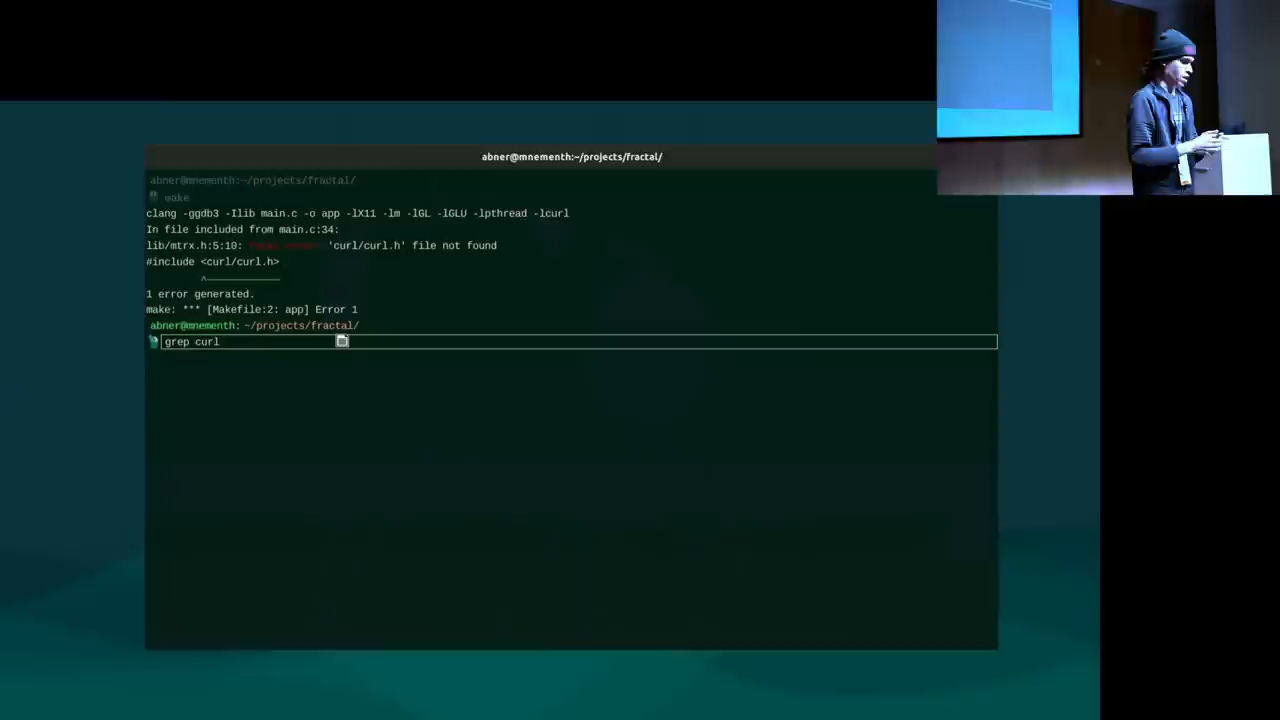 abner@mnementh:~/projects/fractal/
abner@mnementh:~/projects/fractal/
make
clang -ggdb3 -Ilib main.c -o app -lX11 -lm -lGL -lGLU -lpthread -lcurl
In file included from main.c:34:
lib/mtrx.h:5:10: fatal error: 'curl/curl.h' file not found
#include <curl/curl.h>
^~~~~~~~~~~~~
1 error generated.
make: *** [Makefile:2: app] Error 1
abner@mnementh: ~/projects/fractal/
grep curl